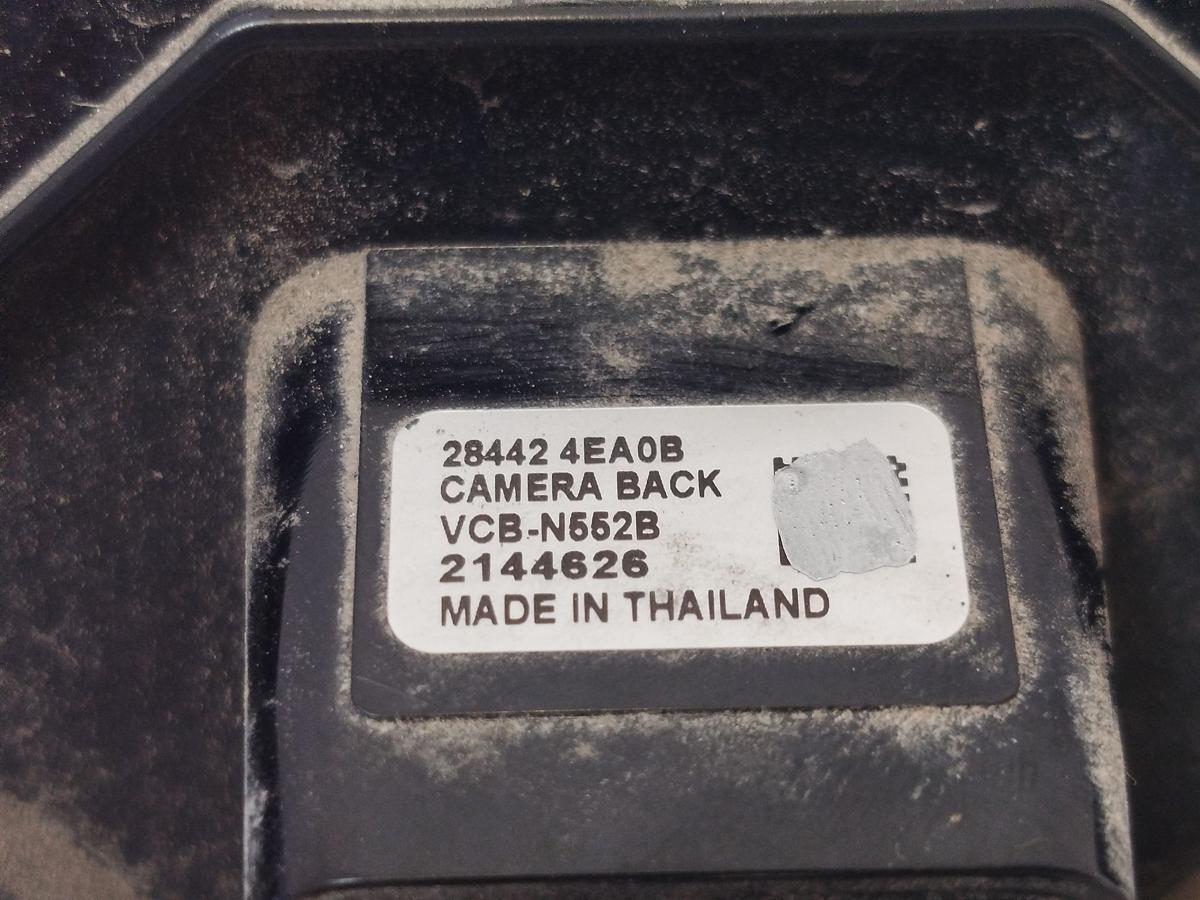 28442 4EA0B
CAMERA BACK
VCB-N552B
2144626
MADE IN THAILAND